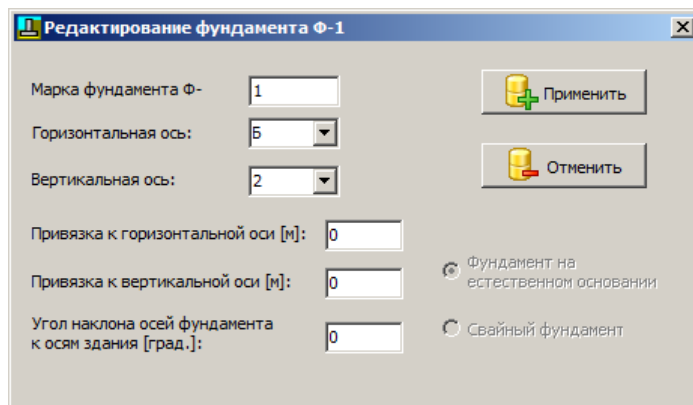 Редактирование фундамента Ф-1
Марка фундамента Ф-
1
Применить
Горизонтальная ось:
Б
Вертикальная ось:
2
Отменить
Привязка к горизонтальной оси [м]:
0
Привязка к вертикальной оси [м]:
0
Фундамент на
естественном основании
Угол наклона осей фундамента
к осям здания [град.]:
0
Свайный фундамент